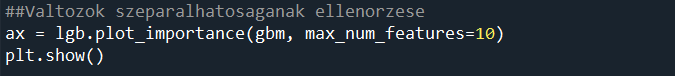 ##Valtozok szeparalhatosaganak ellenorzese
ax = lgb.plot_importance(gbm, max_num_features=10)
plt.show()